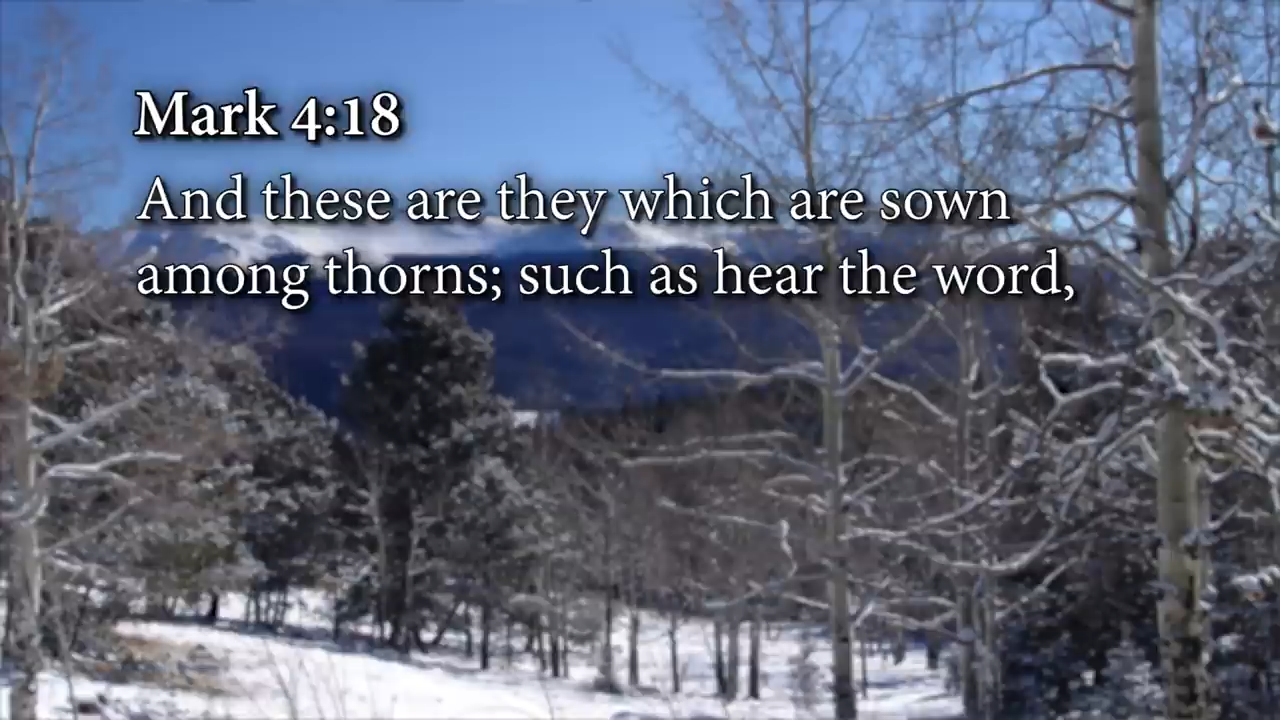 Mark 4:18
And these are they which are sown
among thorns; such as hear the word,